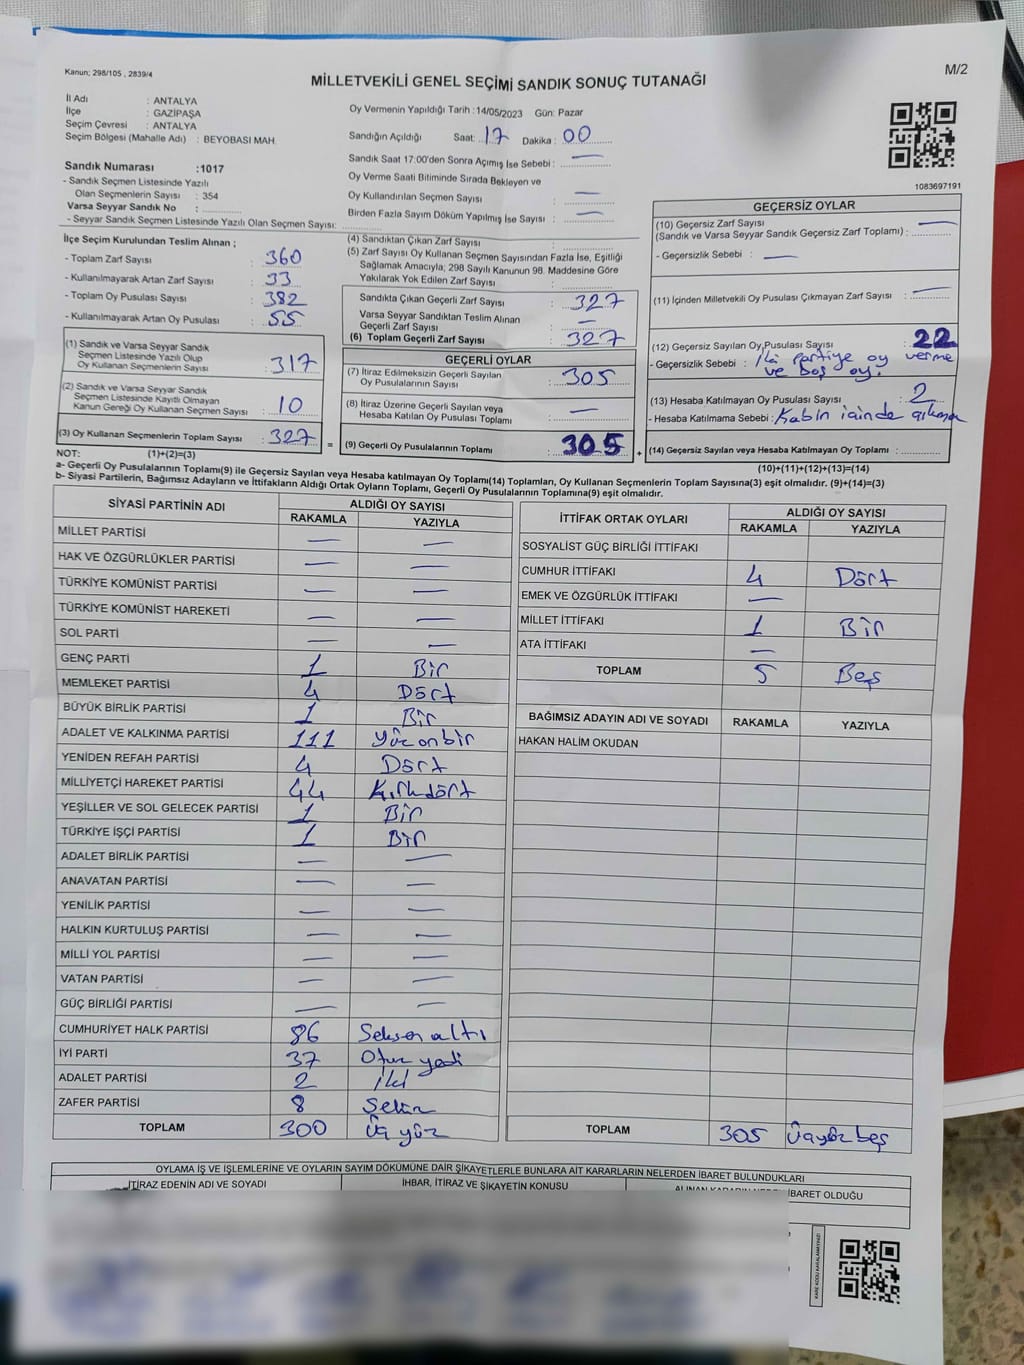 Kanun; 298/105 , 2839/4
MİLLETVEKİLİ GENEL SEÇİMİ SANDIK SONUÇ TUTANAĞI
M/2
İl Adı : ANTALYA
İlçe : GAZİPAŞA
Seçim Çevresi : ANTALYA
Seçim Bölgesi (Mahalle Adı) : BEYOBASI MAH.
Sandık Numarası :1017
- Sandık Seçmen Listesinde Yazılı
Olan Seçmenlerin Sayısı : 354
Varsa Seyyar Sandık No :
- Seyyar Sandık Seçmen Listesinde Yazılı Olan Seçmen Sayısı:
Oy Vermenin Yapıldığı Tarih :14/05/2023 Gün: Pazar
Sandığın Açıldığı Saat: 17 Dakika : 00
Sandık Saat 17:00'den Sonra Açımış İse Sebebi : —
Oy Verme Saati Bitiminde Sırada Bekleyen ve
Oy Kullandırılan Seçmen Sayısı : —
Birden Fazla Sayım Döküm Yapılmış İse Sayısı : —
1083697191
İlçe Seçim Kurulundan Teslim Alınan ;
- Toplam Zarf Sayısı : 360
- Kullanılmayarak Artan Zarf Sayısı : 33
- Toplam Oy Pusulası Sayısı : 382
- Kullanılmayarak Artan Oy Pusulası : 55
(1) Sandık ve Varsa Seyyar Sandık
Seçmen Listesinde Yazılı Olup
Oy Kullanan Seçmenlerin Sayısı : 317
(2) Sandık ve Varsa Seyyar Sandık
Seçmen Listesinde Kayıtlı Olmayan
Kanun Gereği Oy Kullanan Seçmen Sayısı : 10
(3) Oy Kullanan Seçmenlerin Toplam Sayısı : 327 =
(4) Sandıktan Çıkan Zarf Sayısı :
(5) Zarf Sayısı Oy Kullanan Seçmen Sayısından Fazla İse, Eşitliği
Sağlamak Amacıyla; 298 Sayılı Kanunun 98. Maddesine Göre
Yakılarak Yok Edilen Zarf Sayısı :
Sandıkta Çıkan Geçerli Zarf Sayısı : 327
Varsa Seyyar Sandıktan Teslim Alınan
Geçerli Zarf Sayısı : —
(6) Toplam Geçerli Zarf Sayısı : 327
GEÇERLİ OYLAR
(7) İtiraz Edilmeksizin Geçerli Sayılan
Oy Pusulalarının Sayısı : 305
(8) İtiraz Üzerine Geçerli Sayılan veya
Hesaba Katılan Oy Pusulası Toplamı : —
(9) Geçerli Oy Pusulalarının Toplamı : 305 +
GEÇERSİZ OYLAR
(10) Geçersiz Zarf Sayısı
(Sandık ve Varsa Seyyar Sandık Geçersiz Zarf Toplamı) : —
- Geçersizlik Sebebi : —
(11) İçinden Milletvekili Oy Pusulası Çıkmayan Zarf Sayısı : —
(12) Geçersiz Sayılan Oy Pusulası Sayısı : 22
- Geçersizlik Sebebi : İki partiye oy verme
ve boş oy.
(13) Hesaba Katılmayan Oy Pusulası Sayısı : 2
- Hesaba Katılmama Sebebi : Kabin içinde
(14) Geçersiz Sayılan veya Hesaba Katılmayan Oy Toplamı :
NOT: (1)+(2)=(3)
(10)+(11)+(12)+(13)=(14)
a- Geçerli Oy Pusulalarının Toplamı(9) ile Geçersiz Sayılan veya Hesaba katılmayan Oy Toplamı(14) Toplamları, Oy Kullanan Seçmenlerin Toplam Sayısına(3) eşit olmalıdır. (9)+(14)=(3)
b- Siyasi Partilerin, Bağımsız Adayların ve İttifakların Aldığı Ortak Oyların Toplamı, Geçerli Oy Pusulalarının Toplamına(9) eşit olmalıdır.
SİYASİ PARTİNİN ADI ALDIĞI OY SAYISI
RAKAMLA YAZIYLA
MİLLET PARTİSİ — —
HAK VE ÖZGÜRLÜKLER PARTİSİ — —
TÜRKİYE KOMÜNİST PARTİSİ — —
TÜRKİYE KOMÜNİST HAREKETİ — —
SOL PARTİ — —
GENÇ PARTİ 1 Bir
MEMLEKET PARTİSİ 4 Dört
BÜYÜK BİRLİK PARTİSİ 1 Bir
ADALET VE KALKINMA PARTİSİ 111 yüz onbir
YENİDEN REFAH PARTİSİ 4 Dört
MİLLİYETÇİ HAREKET PARTİSİ 44 Kırkdört
YEŞİLLER VE SOL GELECEK PARTİSİ 1 Bir
TÜRKİYE İŞÇİ PARTİSİ 1 Bir
ADALET BİRLİK PARTİSİ — —
ANAVATAN PARTİSİ — —
YENİLİK PARTİSİ — —
HALKIN KURTULUŞ PARTİSİ — —
MİLLİ YOL PARTİSİ — —
VATAN PARTİSİ — —
GÜÇ BİRLİĞİ PARTİSİ — —
CUMHURİYET HALK PARTİSİ 86 Seksen altı
İYİ PARTİ 37 Otuz yedi
ADALET PARTİSİ 2 İki
ZAFER PARTİSİ 8 Sekiz
TOPLAM 300 Üç yüz
İTTİFAK ORTAK OYLARI ALDIĞI OY SAYISI
RAKAMLA YAZIYLA
SOSYALİST GÜÇ BİRLİĞİ İTTİFAKI
CUMHUR İTTİFAKI 4 Dört
EMEK VE ÖZGÜRLÜK İTTİFAKI —
MİLLET İTTİFAKI 1 Bir
ATA İTTİFAKI —
TOPLAM 5 Beş
BAĞIMSIZ ADAYIN ADI VE SOYADI RAKAMLA YAZIYLA
HAKAN HALİM OKUDAN
TOPLAM 305 Üçyüz beş
OYLAMA İŞ VE İŞLEMLERİNE VE OYLARIN SAYIM DÖKÜMÜNE DAİR ŞİKAYETLERLE BUNLARA AİT KARARLARIN NELERDEN İBARET BULUNDUKLARI
İTİRAZ EDENİN ADI VE SOYADI
İHBAR, İTİRAZ VE ŞİKAYETİN KONUSU
ALINAN KARARIN NEDEN İBARET OLDUĞU
KARE KODU KARALAMAYINIZ!